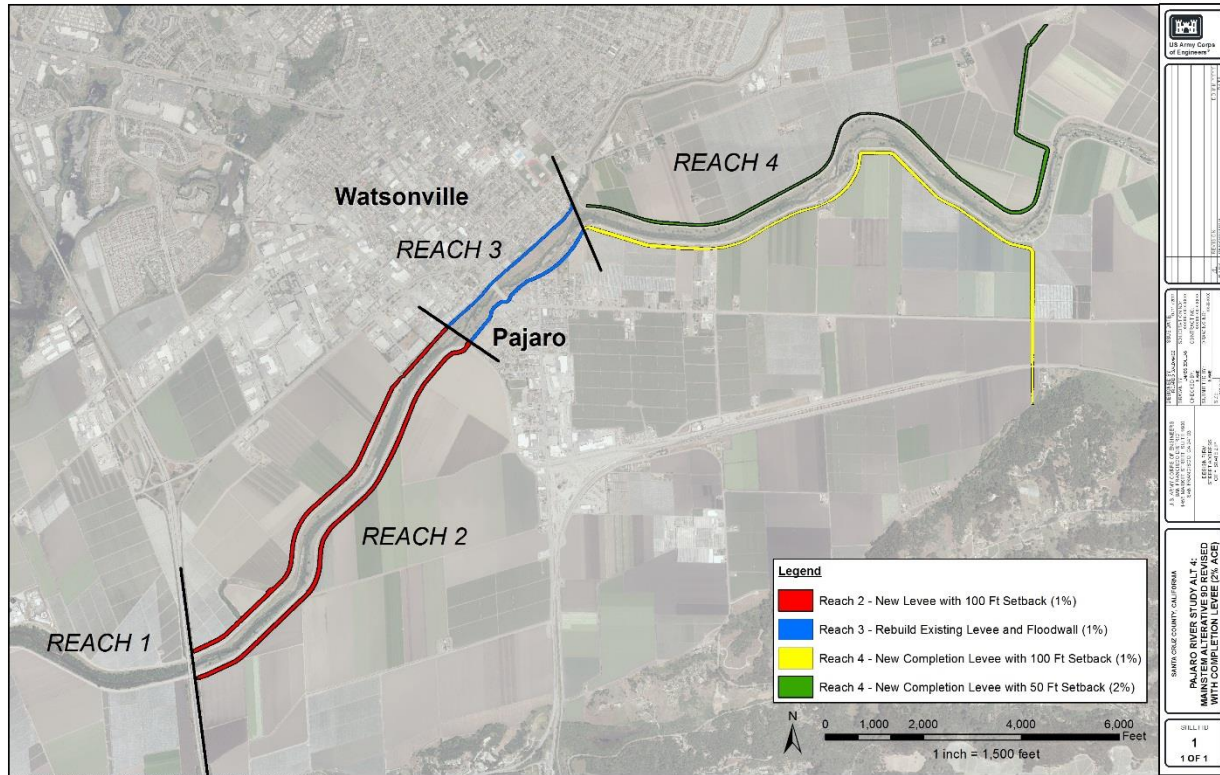 US Army Corps
of Engineers®
REACH 4
Watsonville
REACH 3
Pajaro
REACH 2
REACH 1
Legend
Reach 2 - New Levee with 100 Ft Setback (1%)
Reach 3 - Rebuild Existing Levee and Floodwall (1%)
Reach 4 - New Completion Levee with 100 Ft Setback (1%)
Reach 4 - New Completion Levee with 50 Ft Setback (2%)
N
0 1,000 2,000 4,000 6,000
Feet
1 inch = 1,500 feet
SANTA CRUZ COUNTY, CALIFORNIA
PAJARO RIVER STUDY ALT 4:
MAINSTEM ALTERATIVE 9D REVISED
WITH COMPLETION LEVEE (2% ACE)
SHEET ID
1
1 OF 1